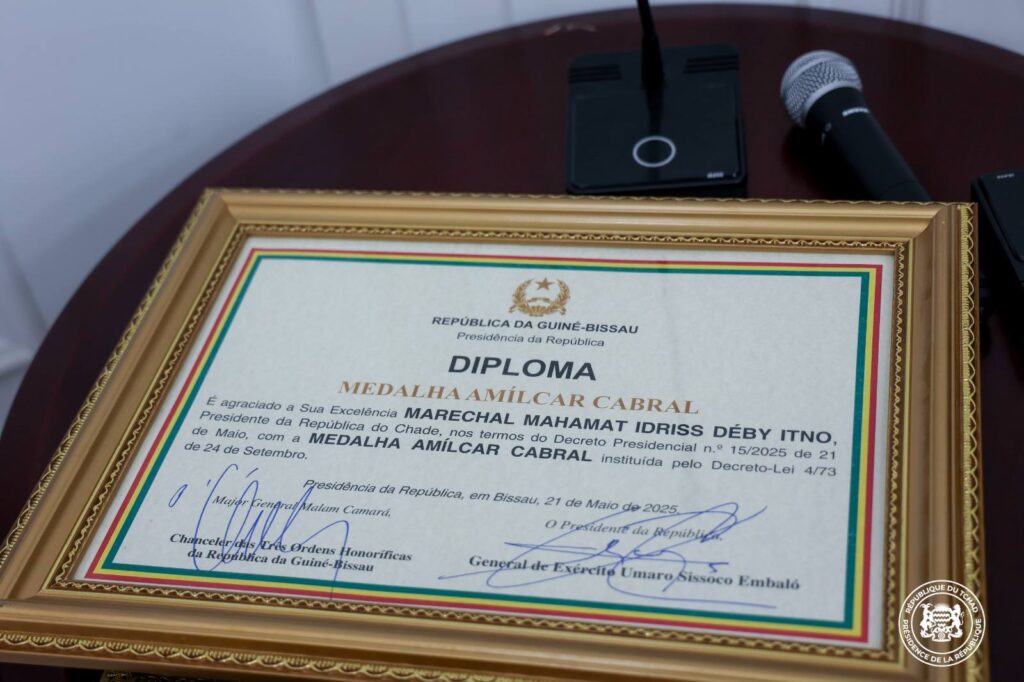 REPÚBLICA DA GUINÉ-BISSAU
Presidência da República
DIPLOMA
MEDALHA AMÍLCAR CABRAL
É agraciado a Sua Excelência MARECHAL MAHAMAT IDRISS DÉBY ITNO,
Presidente da República do Chade, nos termos do Decreto Presidencial n.º 15/2025 de 21
de Maio, com a MEDALHA AMÍLCAR CABRAL instituída pelo Decreto-Lei 4/73
de 24 de Setembro.
Presidência da República, em Bissau, 21 de Maio de 2025
Major General Malam Camará,
Chanceler das Três Ordens Honoríficas
da República da Guiné-Bissau
O Presidente da República,
General de Exército Umaro Sissoco Embaló
SHURE
RÉPUBLIQUE DU TCHAD
PRÉSIDENCE DE LA RÉPUBLIQUE